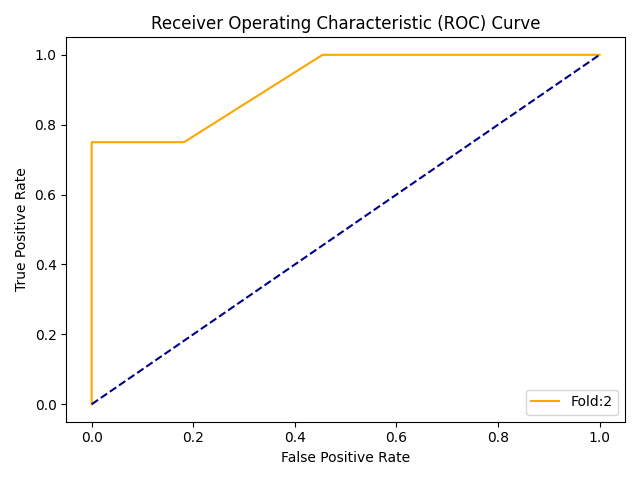 Receiver Operating Characteristic (ROC) Curve
1.0
0.8
0.6
0.4
0.2
0.0
True Positive Rate
0.0 0.2 0.4 0.6 0.8 1.0
False Positive Rate
Fold:2